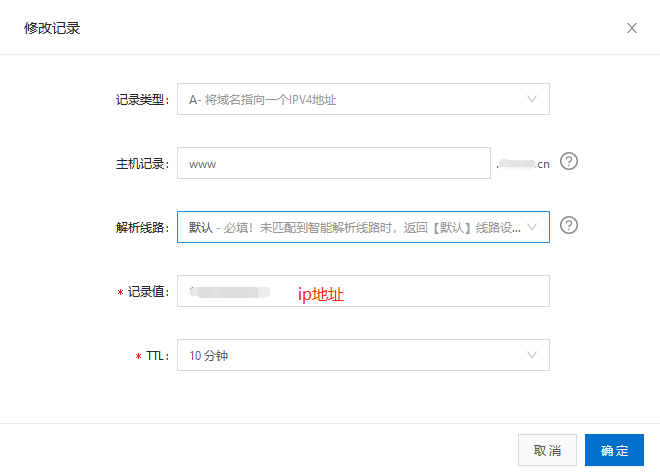 修改记录
记录类型: A- 将域名指向一个IPV4地址
主机记录: www .cn
解析线路: 默认 - 必填！未匹配到智能解析线路时，返回【默认】线路设...
* 记录值: ip地址
* TTL: 10 分钟
取消 确定